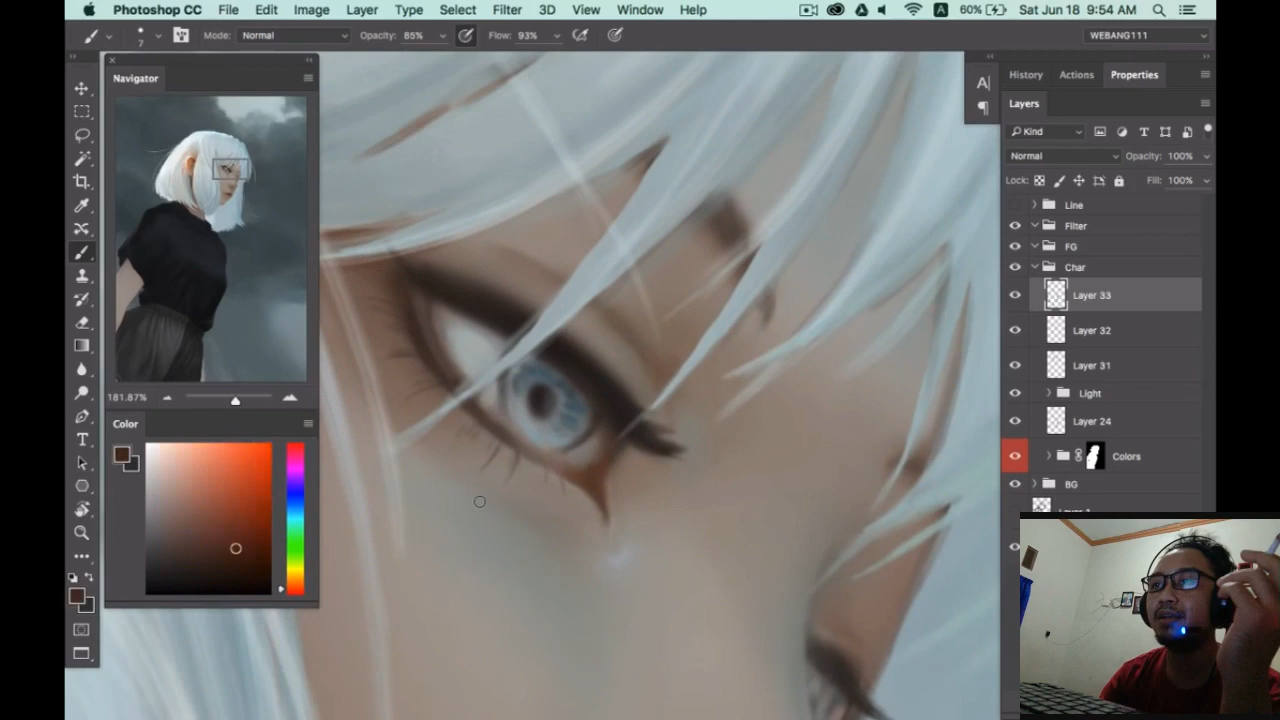 Photoshop CC File Edit Image Layer Type Select Filter 3D View Window Help A 60% Sat Jun 18 9:54 AM
7 Mode: Normal Opacity: 85% Flow: 93% WEBANG111
Navigator
181.87%
Color
History Actions Properties
Layers
Kind
Normal Opacity: 100%
Lock: Fill: 100%
Line
Filter
FG
Char
Layer 33
Layer 32
Layer 31
Light
Layer 24
Colors
BG